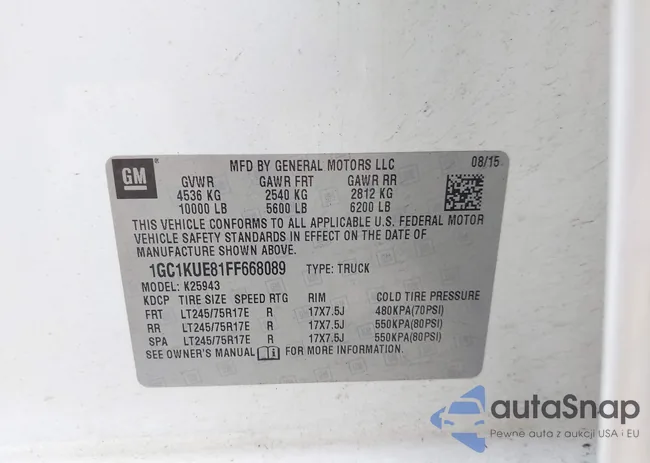 GM
MFD BY GENERAL MOTORS LLC 08/15
GVWR GAWR FRT GAWR RR
4536 KG 2540 KG 2812 KG
10000 LB 5600 LB 6200 LB
THIS VEHICLE CONFORMS TO ALL APPLICABLE U.S. FEDERAL MOTOR
VEHICLE SAFETY STANDARDS IN EFFECT ON THE DATE OF
MANUFACTURE SHOWN ABOVE.
1GC1KUE81FF668089 TYPE: TRUCK
MODEL: K25943
KDCP TIRE SIZE SPEED RTG RIM COLD TIRE PRESSURE
FRT LT245/75R17E R 17X7.5J 480KPA(70PSI)
RR LT245/75R17E R 17X7.5J 550KPA(80PSI)
SPA LT245/75R17E R 17X7.5J 550KPA(80PSI)
SEE OWNER'S MANUAL FOR MORE INFORMATION.
autoSnap
Pewne auta z aukcji USA i EU